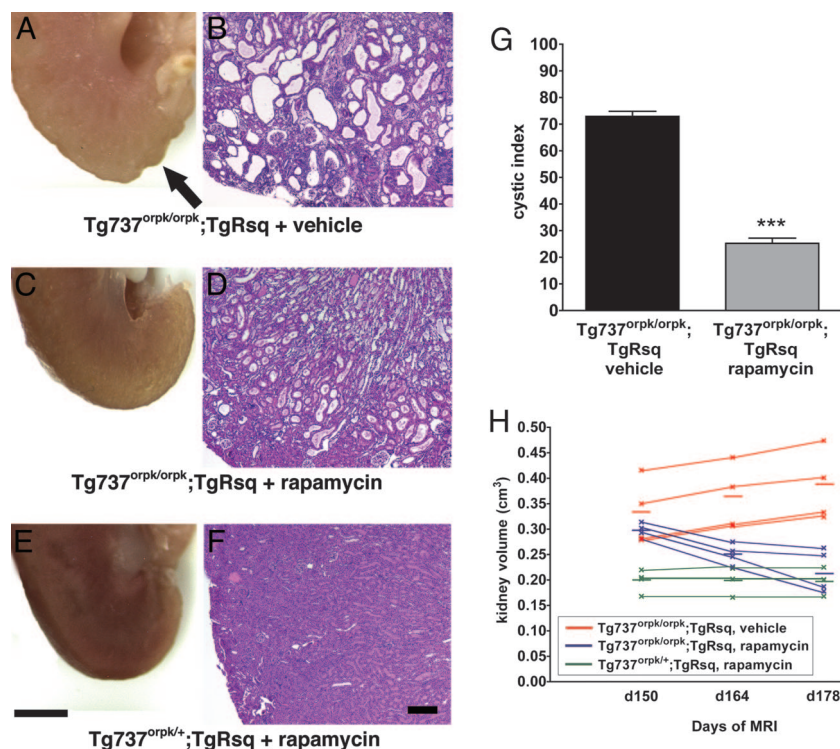 A
B
Tg737orpk/orpk;TgRsq + vehicle
C
D
Tg737orpk/orpk;TgRsq + rapamycin
E
F
Tg737orpk/+;TgRsq + rapamycin
G
cystic index
100
90
80
70
60
50
40
30
20
10
0
***
Tg737orpk/orpk;
TgRsq
vehicle
Tg737orpk/orpk;
TgRsq
rapamycin
H
kidney volume (cm3)
0.50
0.45
0.40
0.35
0.30
0.25
0.20
0.15
0.10
0.05
0.00
Tg737orpk/orpk;TgRsq, vehicle
Tg737orpk/orpk;TgRsq, rapamycin
Tg737orpk/+;TgRsq, rapamycin
d150 d164 d178
Days of MRI